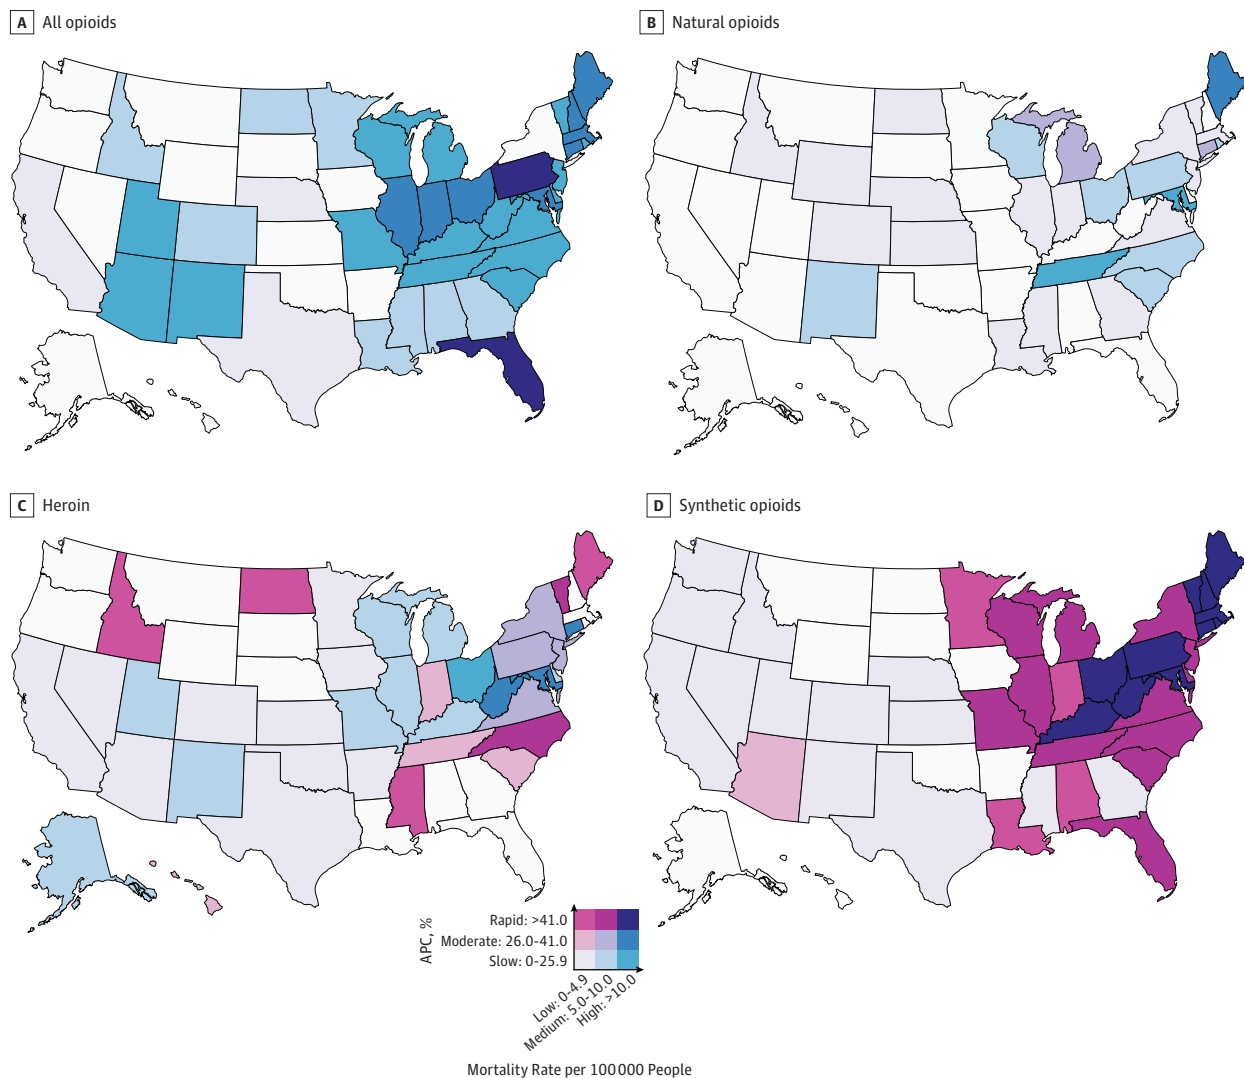 A All opioids
B Natural opioids
C Heroin
D Synthetic opioids
APC, %
Rapid: >41.0
Moderate: 26.0-41.0
Slow: 0-25.9
Low: 0-4.9
Medium: 5.0-10.0
High: >10.0
Mortality Rate per 100 000 People